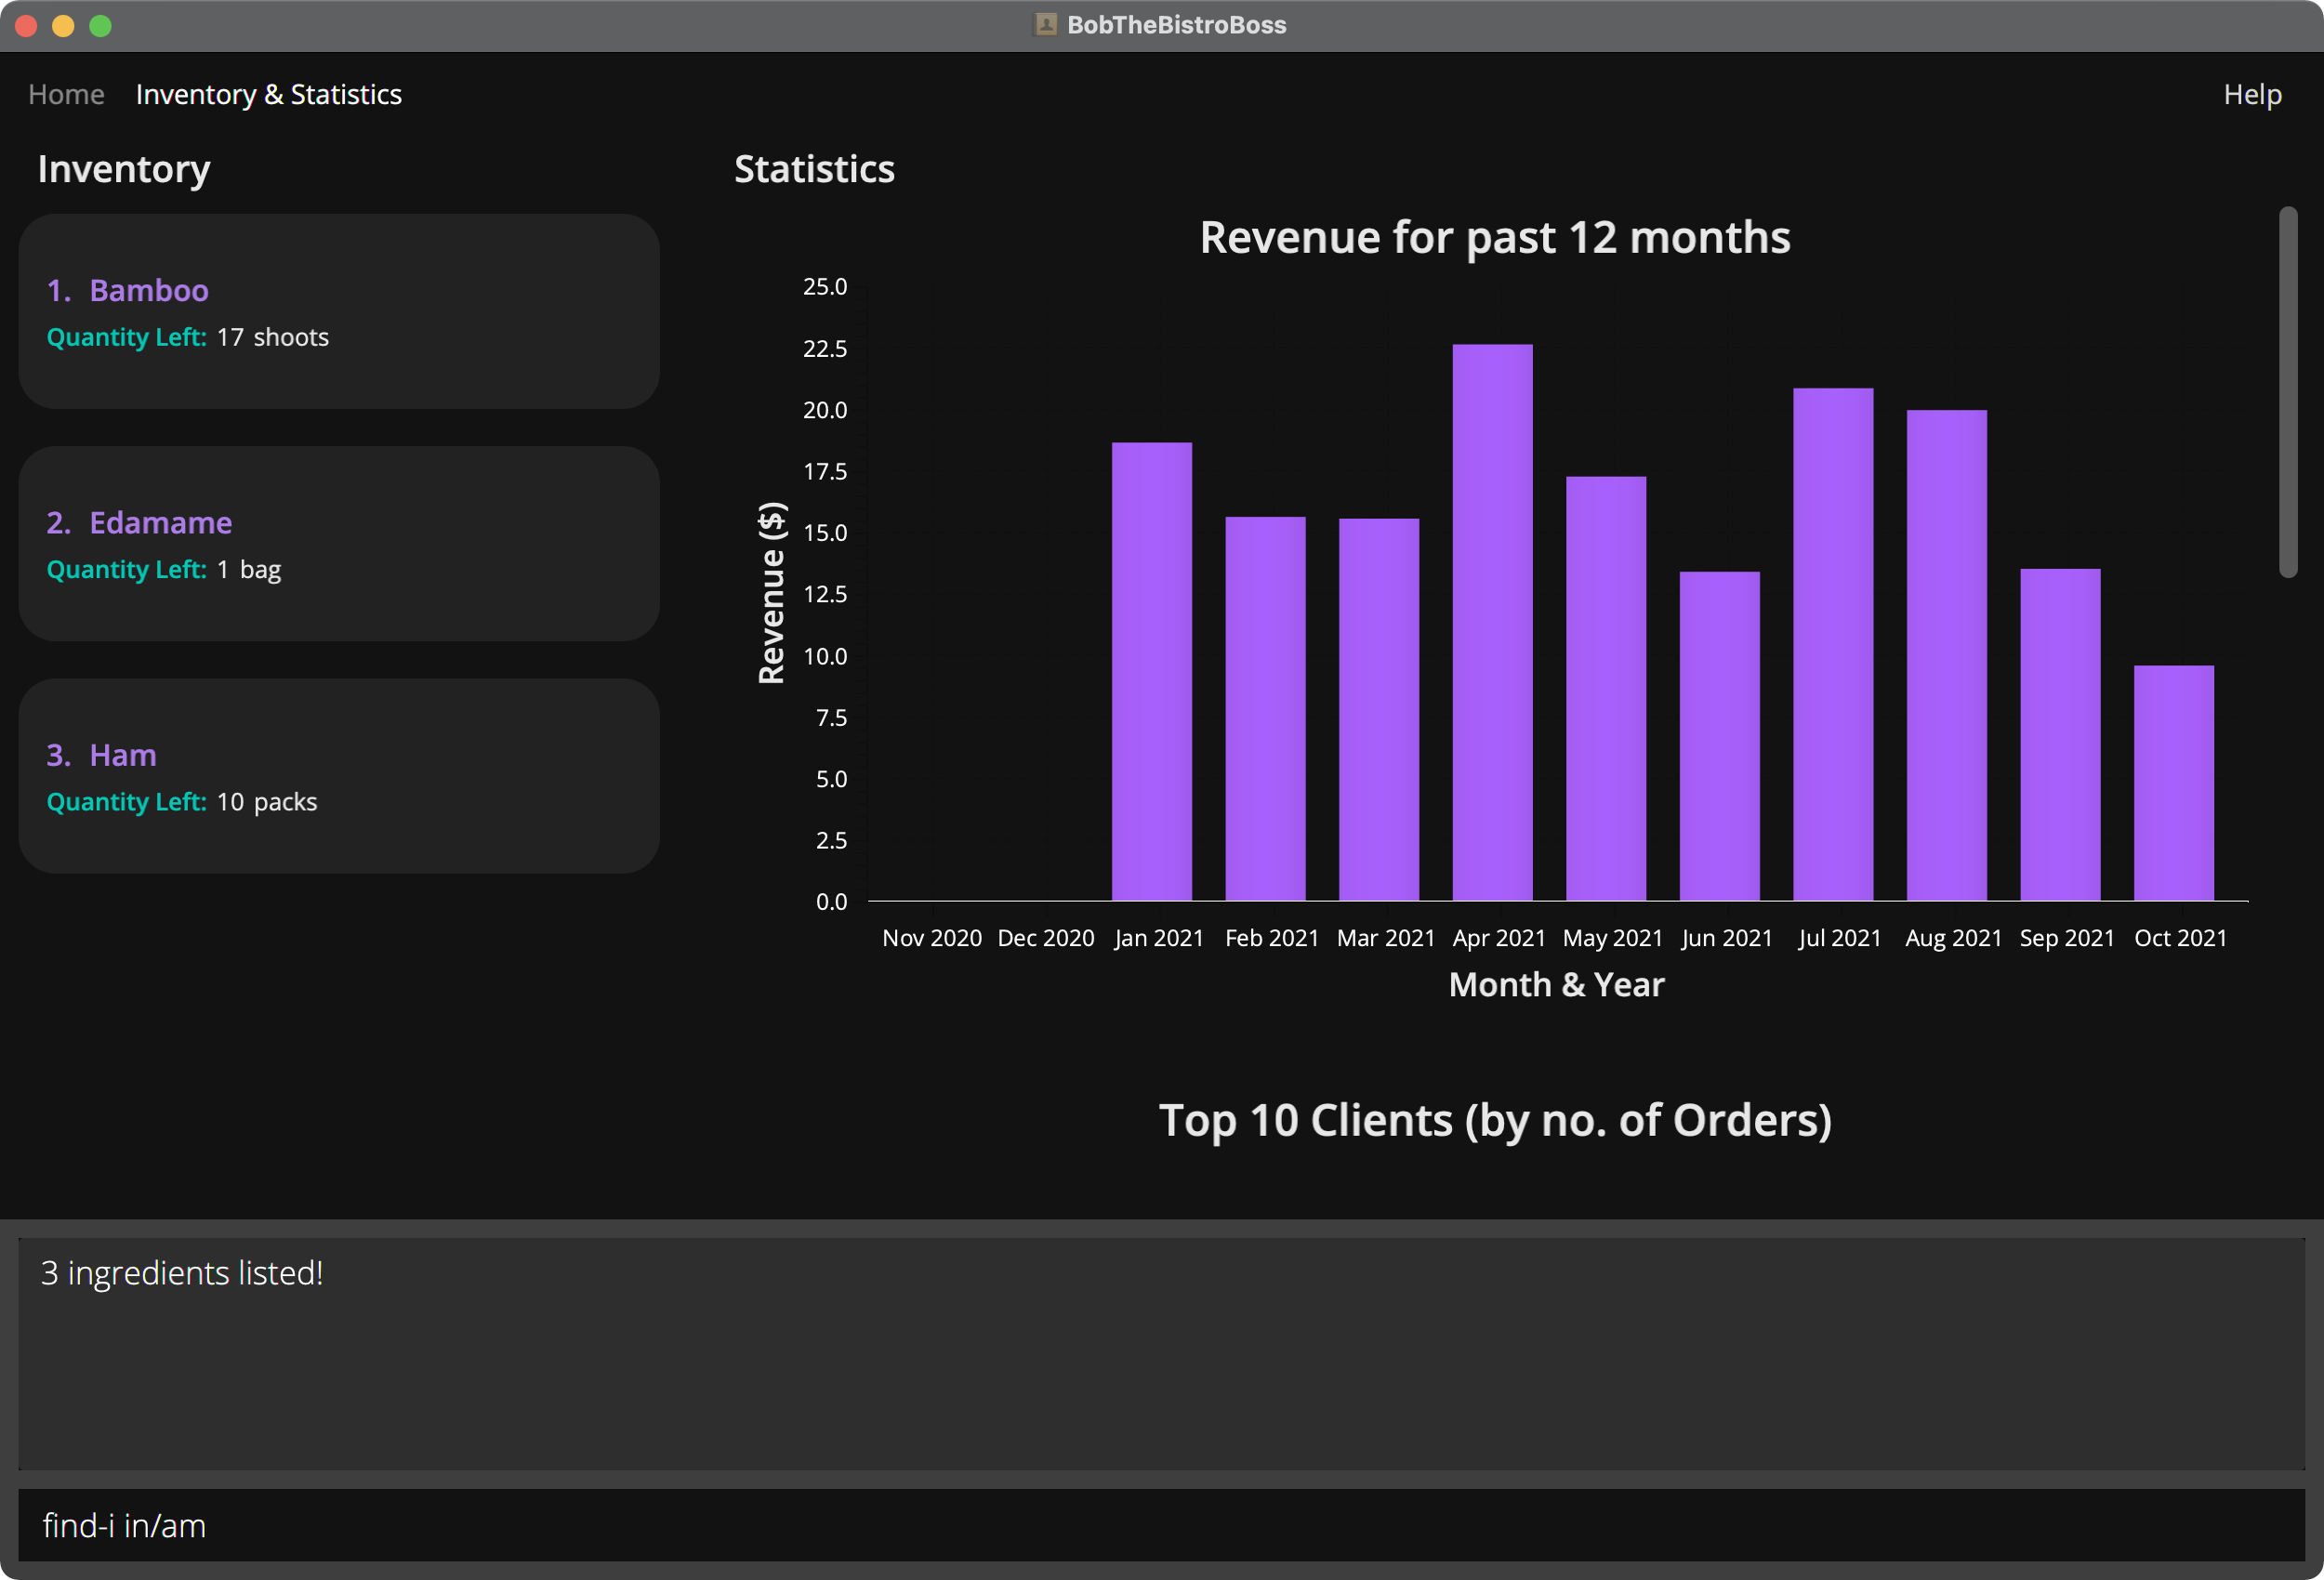 BobTheBistroBoss
Home Inventory & Statistics Help
Inventory
1. Bamboo
Quantity Left: 17 shoots
2. Edamame
Quantity Left: 1 bag
3. Ham
Quantity Left: 10 packs
Statistics
Revenue for past 12 months
Revenue ($)
25.0
22.5
20.0
17.5
15.0
12.5
10.0
7.5
5.0
2.5
0.0
Nov 2020 Dec 2020 Jan 2021 Feb 2021 Mar 2021 Apr 2021 May 2021 Jun 2021 Jul 2021 Aug 2021 Sep 2021 Oct 2021
Month & Year
Top 10 Clients (by no. of Orders)
3 ingredients listed!
find-i in/am